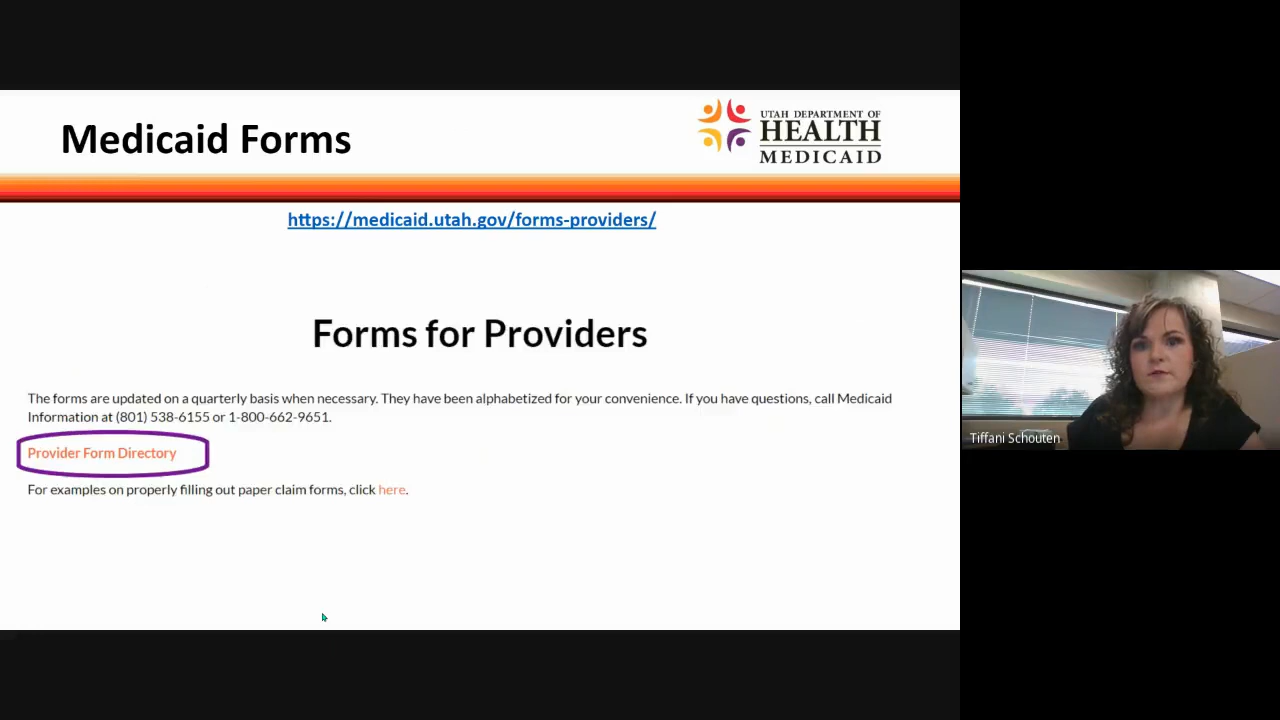 Medicaid Forms
UTAH DEPARTMENT OF
HEALTH
MEDICAID
https://medicaid.utah.gov/forms-providers/
Forms for Providers
The forms are updated on a quarterly basis when necessary. They have been alphabetized for your convenience. If you have questions, call Medicaid
Information at (801) 538-6155 or 1-800-662-9651.
Provider Form Directory
For examples on properly filling out paper claim forms, click here.
Tiffani Schouten